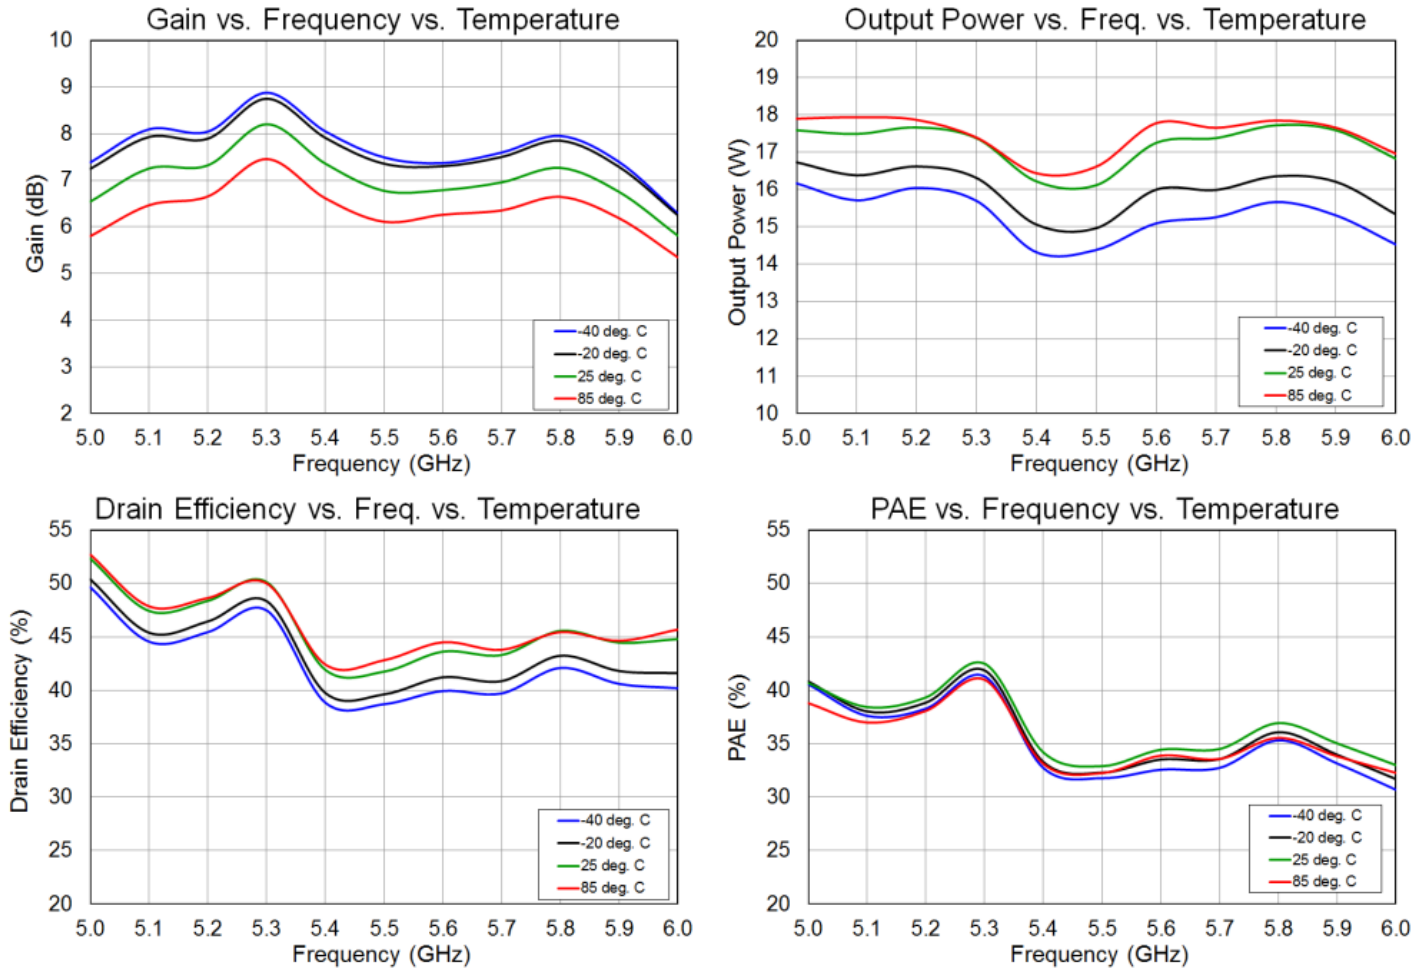 Gain vs. Frequency vs. Temperature
10
9
8
7
6
5
4
3
2
Gain (dB)
-40 deg. C
-20 deg. C
25 deg. C
85 deg. C
5.0 5.1 5.2 5.3 5.4 5.5 5.6 5.7 5.8 5.9 6.0
Frequency (GHz)
Output Power vs. Freq. vs. Temperature
20
19
18
17
16
15
14
13
12
11
10
Output Power (W)
-40 deg. C
-20 deg. C
25 deg. C
85 deg. C
5.0 5.1 5.2 5.3 5.4 5.5 5.6 5.7 5.8 5.9 6.0
Frequency (GHz)
Drain Efficiency vs. Freq. vs. Temperature
55
50
45
40
35
30
25
20
Drain Efficiency (%)
-40 deg. C
-20 deg. C
25 deg. C
85 deg. C
5.0 5.1 5.2 5.3 5.4 5.5 5.6 5.7 5.8 5.9 6.0
Frequency (GHz)
PAE vs. Frequency vs. Temperature
55
50
45
40
35
30
25
20
PAE (%)
-40 deg. C
-20 deg. C
25 deg. C
85 deg. C
5.0 5.1 5.2 5.3 5.4 5.5 5.6 5.7 5.8 5.9 6.0
Frequency (GHz)